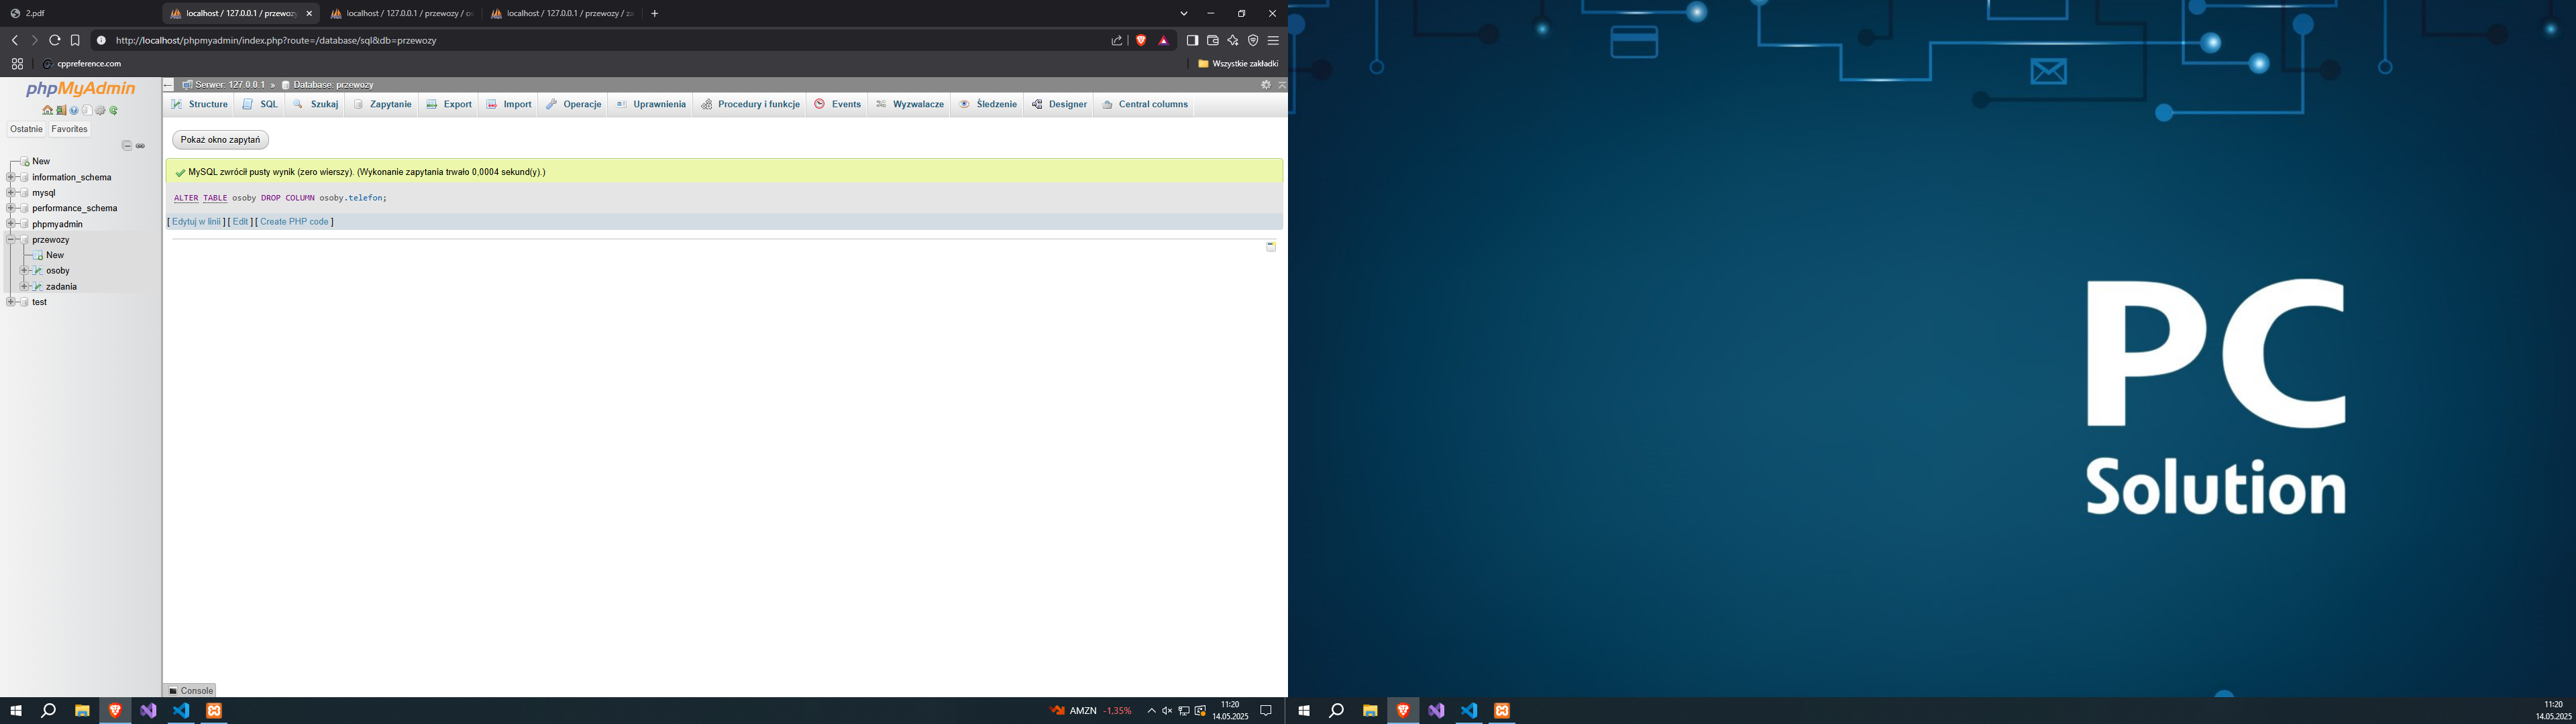 2.pdf
localhost / 127.0.0.1 / przewozy
localhost / 127.0.0.1 / przewozy / os
localhost / 127.0.0.1 / przewozy / za
http://localhost/phpmyadmin/index.php?route=/database/sql&db=przewozy
cppreference.com
Wszystkie zakładki
phpMyAdmin
Ostatnie Favorites
New
information_schema
mysql
performance_schema
phpmyadmin
przewozy
New
osoby
zadania
test
Serwer: 127.0.0.1 » Database: przewozy
Structure SQL Szukaj Zapytanie Export Import Operacje Uprawnienia Procedury i funkcje Events Wyzwalacze Śledzenie Designer Central columns
Pokaż okno zapytań
MySQL zwrócił pusty wynik (zero wierszy). (Wykonanie zapytania trwało 0,0004 sekund(y).)
ALTER TABLE osoby DROP COLUMN osoby.telefon;
[ Edytuj w linii ] [ Edit ] [ Create PHP code ]
Console
AMZN -1,35%
11:20
14.05.2025
PC
Solution
11:20
14.05.2025